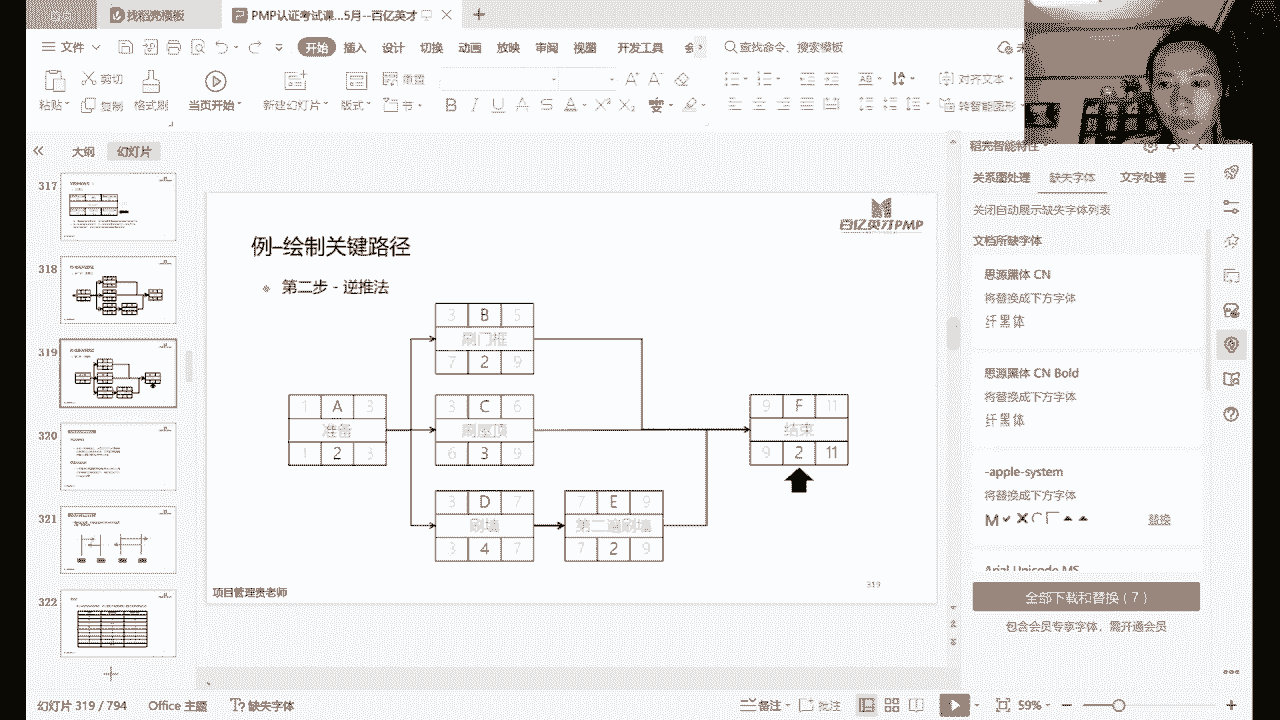 找稻壳模板
PMP认证考试课...5月--百亿英才
文件
开始 插入 设计 切换 动画 放映 审阅 视图 开发工具
查找命令、搜索模板
粘贴 剪切 复制 格式刷
当页开始
新建幻灯片 版式 重置 节
对齐文本
转智能图形
大纲 幻灯片
317
318
319
320
321
322
百亿英才PMP
例–绘制关键路径
第二步 - 逆推法
3 B 5
刷门框
7 2 9
1 A 3
准备
1 2 3
3 C 6
刷屋顶
6 3 9
9 F 11
结束
9 2 11
3 D 7
刷墙
3 4 7
7 E 9
第二遍刷墙
7 2 9
项目管理贵老师
319
稻壳智能特性
关系图处理 缺失字体 文字处理
自动展示缺失字体列表
文档所缺字体
思源黑体 CN
将替换成下方字体
纤黑体
思源黑体 CN Bold
将替换成下方字体
纤黑体
-apple-system
将替换成下方字体
替换
Arial Unicode MS
全部下载和替换（7）
包含会员专享字体，需开通会员
幻灯片 319 / 794 Office 主题 缺失字体
备注 批注
59%